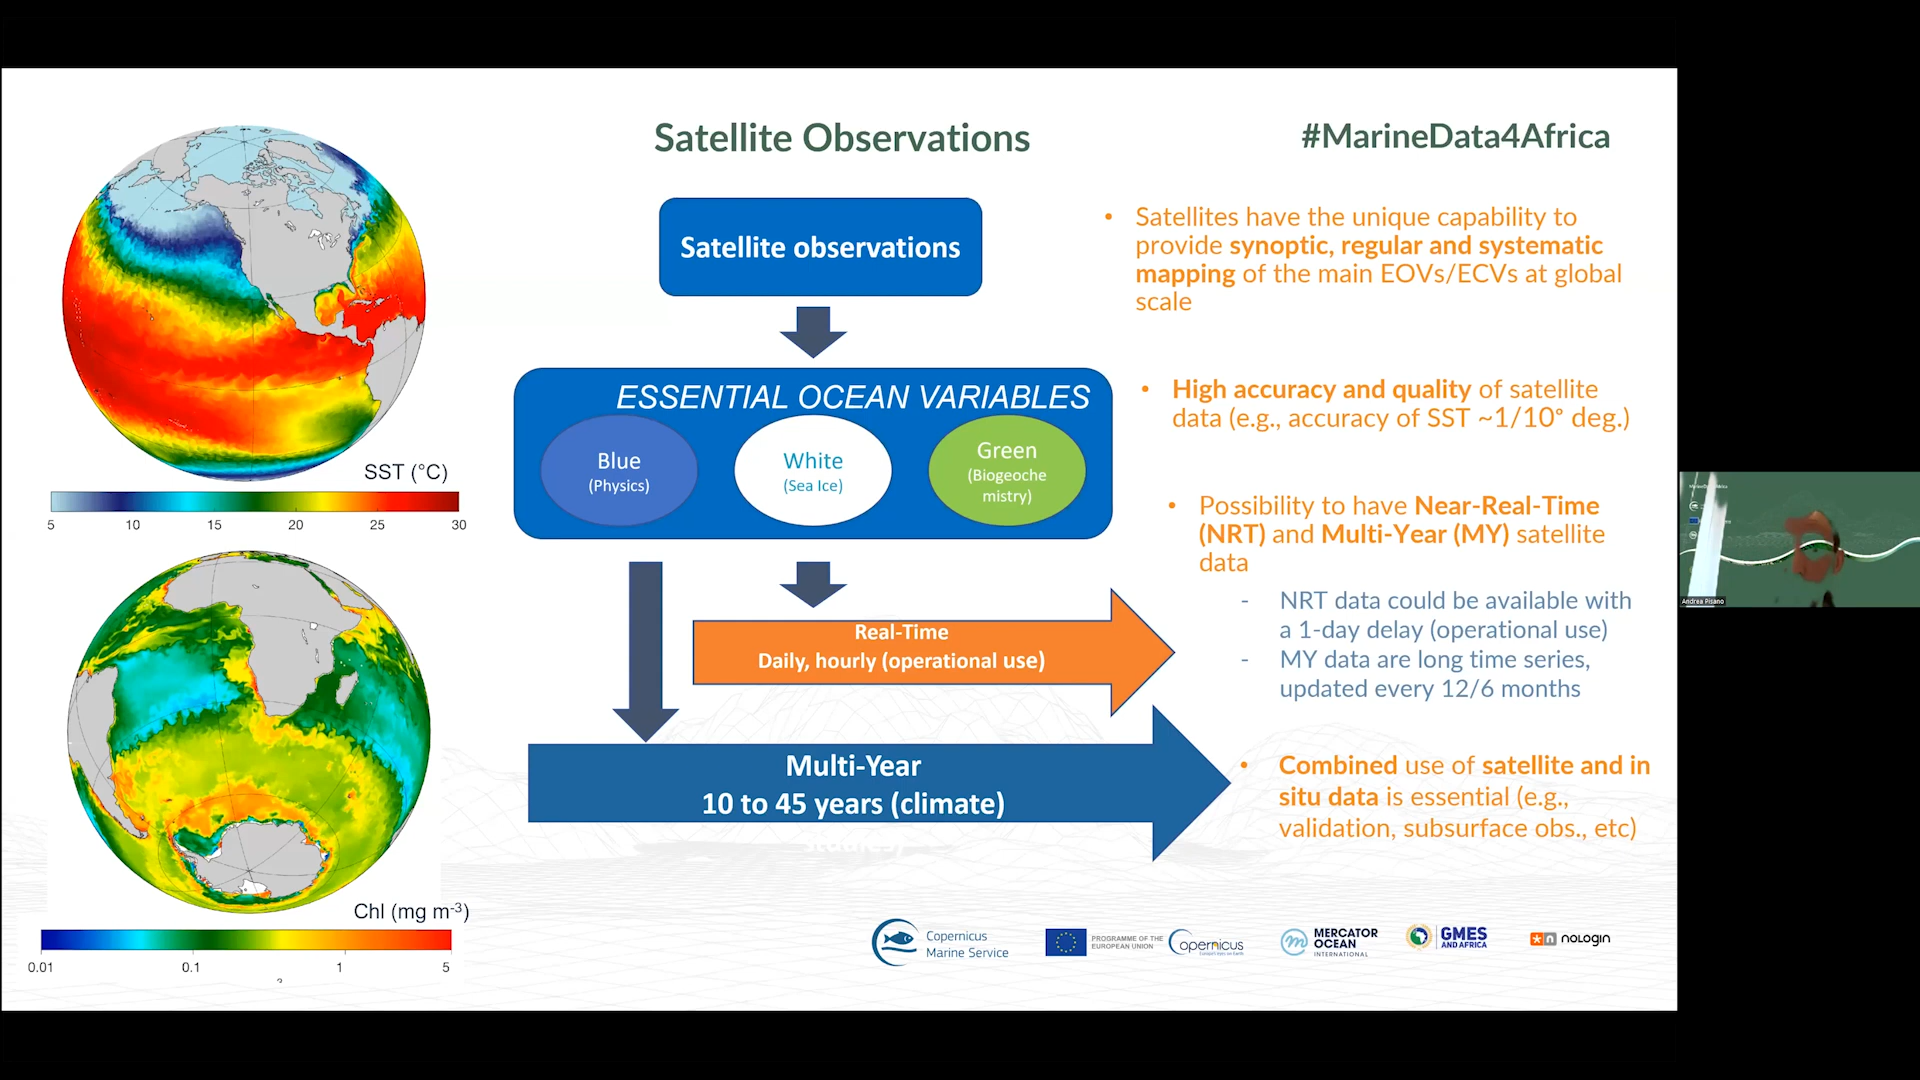 Satellite Observations
#MarineData4Africa
SST (°C)
5 10 15 20 25 30
Chl (mg m-3)
0.01 0.1 1 5
Satellite observations
ESSENTIAL OCEAN VARIABLES
Blue
(Physics)
White
(Sea Ice)
Green
(Biogeoche
mistry)
Real-Time
Daily, hourly (operational use)
Multi-Year
10 to 45 years (climate)
studies)
• Satellites have the unique capability to
provide synoptic, regular and systematic
mapping of the main EOVs/ECVs at global
scale
• High accuracy and quality of satellite
data (e.g., accuracy of SST ~1/10° deg.)
• Possibility to have Near-Real-Time
(NRT) and Multi-Year (MY) satellite
data
- NRT data could be available with
a 1-day delay (operational use)
- MY data are long time series,
updated every 12/6 months
• Combined use of satellite and in
situ data is essential (e.g.,
validation, subsurface obs., etc)
Copernicus
Marine Service
PROGRAMME OF THE
EUROPEAN UNION
opernicus
Europe's eyes on Earth
MERCATOR
OCEAN
INTERNATIONAL
GMES
AND AFRICA
nologin
Andrea Pisano